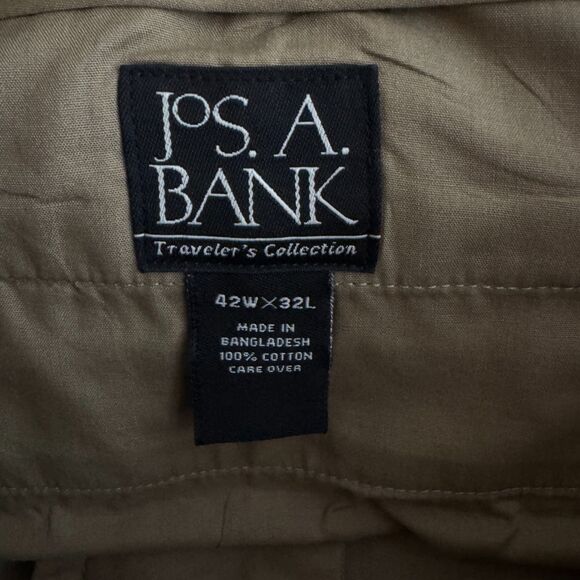 JOS. A.
BANK
Traveler's Collection
42W×32L
MADE IN
BANGLADESH
100% COTTON
CARE OVER